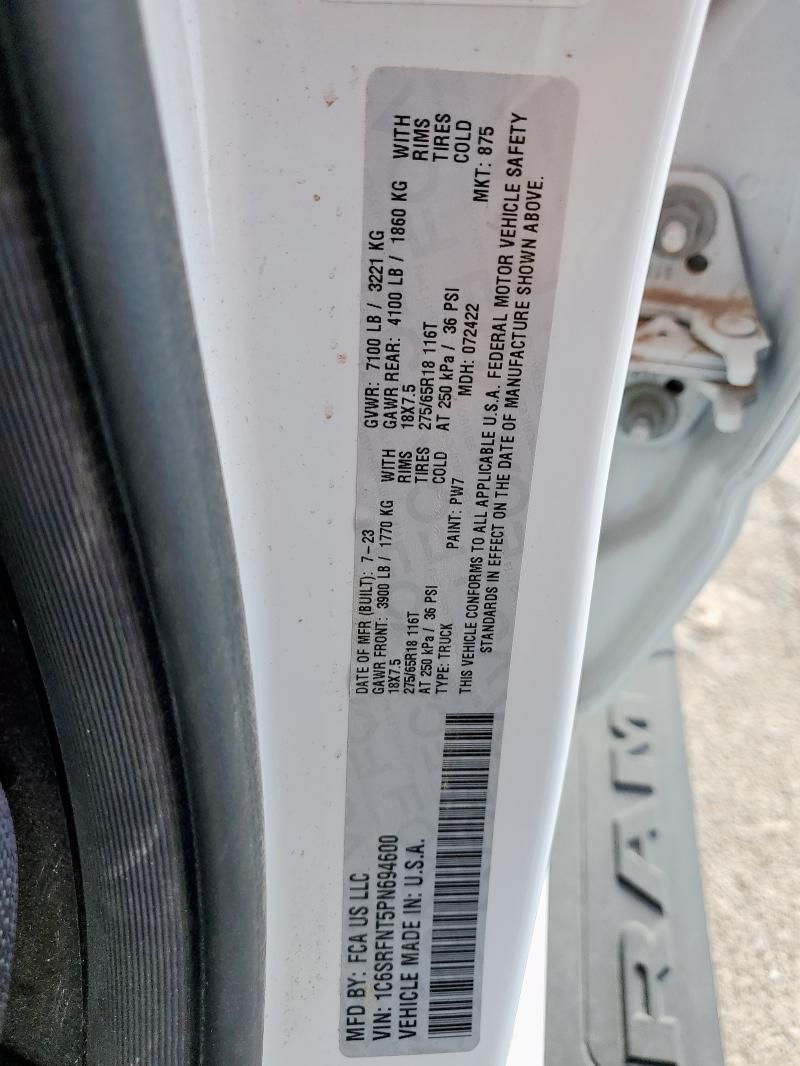 MFD BY: FCA US LLC
VIN: 1C6SRFNT5PN694600
VEHICLE MADE IN: U.S.A.
DATE OF MFR (BUILT): 7-23
GVWR: 7100 LB / 3221 KG
GAWR FRONT: 3900 LB / 1770 KG WITH
18X7.5 RIMS
275/65R18 116T TIRES
AT 250 kPa / 36 PSI COLD
GAWR REAR: 4100 LB / 1860 KG WITH
18X7.5 RIMS
275/65R18 116T TIRES
AT 250 kPa / 36 PSI COLD
TYPE: TRUCK PAINT: PW7 MDH: 072422 MKT: 875
THIS VEHICLE CONFORMS TO ALL APPLICABLE U.S.A. FEDERAL MOTOR VEHICLE SAFETY
STANDARDS IN EFFECT ON THE DATE OF MANUFACTURE SHOWN ABOVE.
RAM